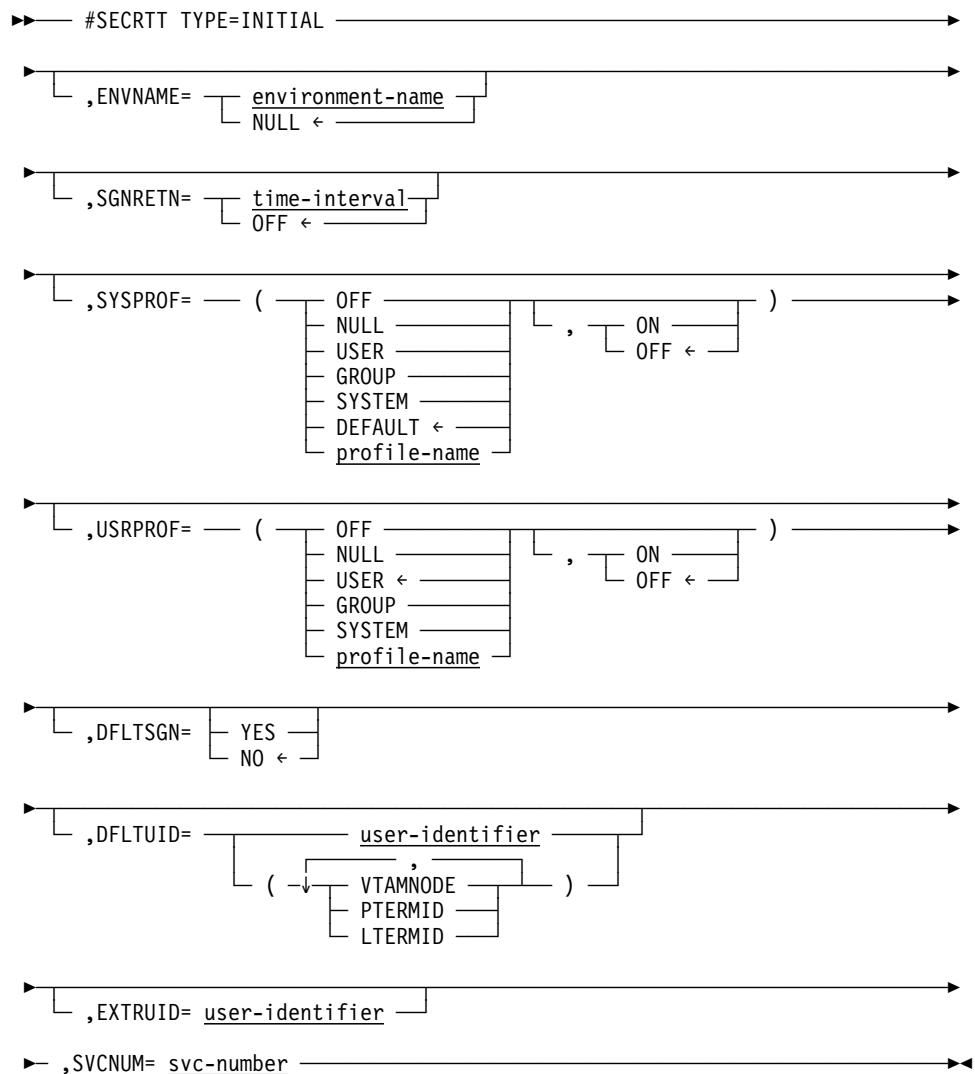 #SECRTT TYPE=INITIAL
,ENVNAME= environment-name
NULL ←
,SGNRETN= time-interval
OFF ←
,SYSPROF= ( OFF , ON )
NULL OFF ←
USER
GROUP
SYSTEM
DEFAULT ←
profile-name
,USRPROF= ( OFF , ON )
NULL OFF ←
USER ←
GROUP
SYSTEM
profile-name
,DFLTSGN= YES
NO ←
,DFLTUID= user-identifier
,
( VTAMNODE )
PTERMID
LTERMID
,EXTRUID= user-identifier
,SVCNUM= svc-number